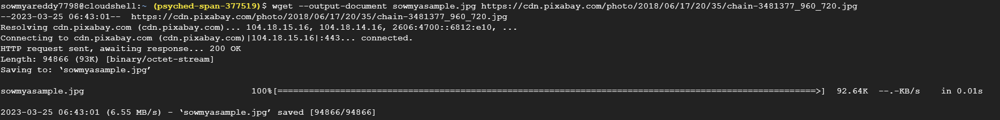 sowmyareddy7798@cloudshell:~ (psyched-span-377519)$ wget --output-document sowmyasample.jpg https://cdn.pixabay.com/photo/2018/06/17/20/35/chain-3481377_960_720.jpg
--2023-03-25 06:43:01--  https://cdn.pixabay.com/photo/2018/06/17/20/35/chain-3481377_960_720.jpg
Resolving cdn.pixabay.com (cdn.pixabay.com)... 104.18.15.16, 104.18.14.16, 2606:4700::6812:e10, ...
Connecting to cdn.pixabay.com (cdn.pixabay.com)|104.18.15.16|:443... connected.
HTTP request sent, awaiting response... 200 OK
Length: 94866 (93K) [binary/octet-stream]
Saving to: ‘sowmyasample.jpg’
sowmyasample.jpg 100%[======================================================================================================>] 92.64K --.-KB/s in 0.01s
2023-03-25 06:43:01 (6.55 MB/s) - ‘sowmyasample.jpg’ saved [94866/94866]